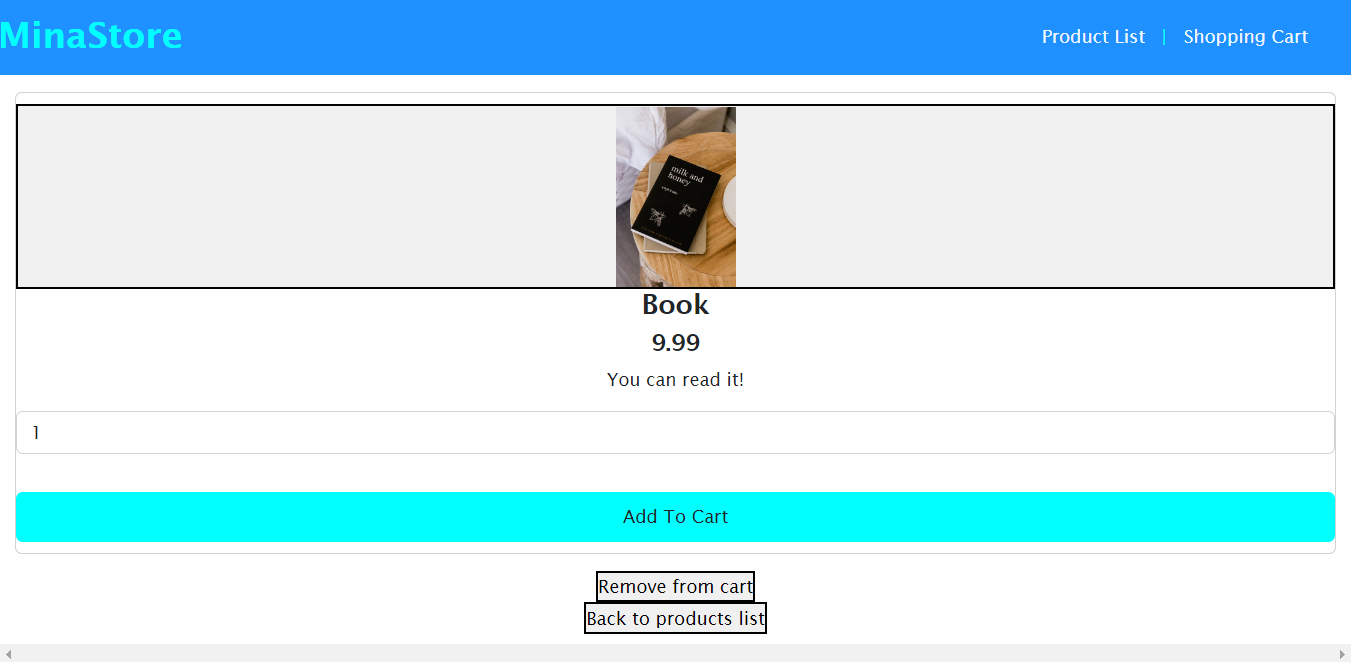 MinaStore
Product List | Shopping Cart
milk and
honey
Book
9.99
You can read it!
1
Add To Cart
Remove from cart
Back to products list